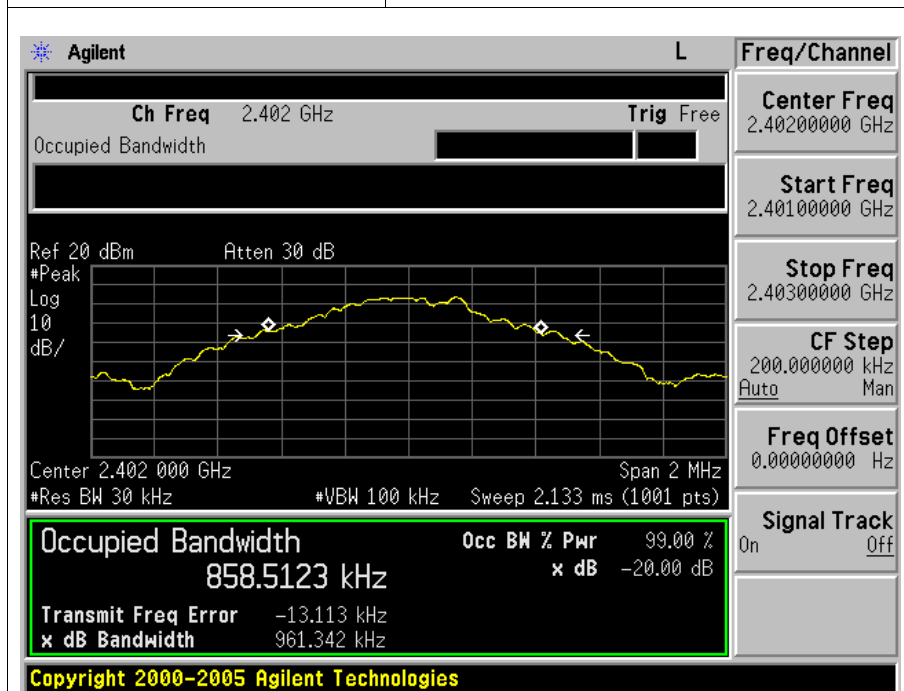 Agilent L Freq/Channel
Ch Freq 2.402 GHz Trig Free
Occupied Bandwidth
Center Freq
2.40200000 GHz
Start Freq
2.40100000 GHz
Stop Freq
2.40300000 GHz
CF Step
200.000000 kHz
Auto Man
Freq Offset
0.00000000 Hz
Signal Track
On Off
Ref 20 dBm Atten 30 dB
#Peak
Log
10
dB/
Center 2.402 000 GHz Span 2 MHz
#Res BW 30 kHz #VBW 100 kHz Sweep 2.133 ms (1001 pts)
Occupied Bandwidth Occ BW % Pwr 99.00 %
858.5123 kHz x dB -20.00 dB
Transmit Freq Error -13.113 kHz
x dB Bandwidth 961.342 kHz
Copyright 2000-2005 Agilent Technologies